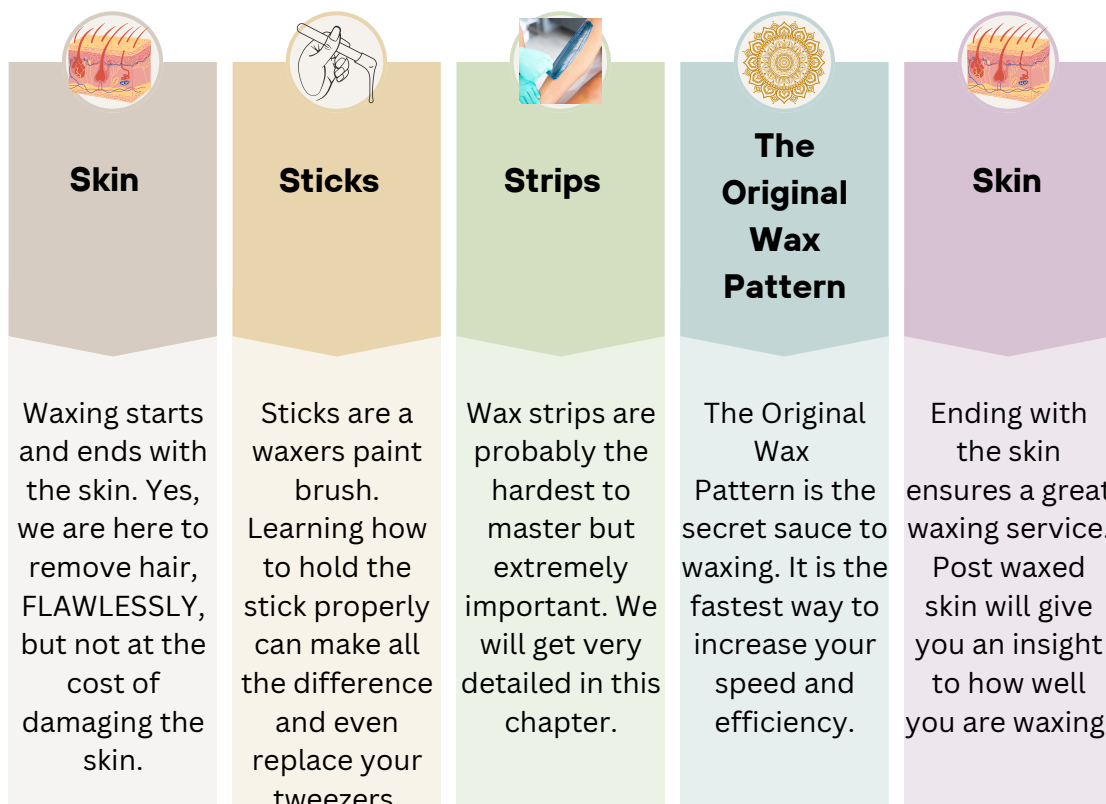 Skin
Waxing starts
and ends with
the skin. Yes,
we are here to
remove hair,
FLAWLESSLY,
but not at the
cost of
damaging the
skin.
Sticks
Sticks are a
waxers paint
brush.
Learning how
to hold the
stick properly
can make all
the difference
and even
replace your
tweezers
Strips
Wax strips are
probably the
hardest to
master but
extremely
important. We
will get very
detailed in this
chapter.
The
Original
Wax
Pattern
The Original
Wax
Pattern is the
secret sauce to
waxing. It is the
fastest way to
increase your
speed and
efficiency.
Skin
Ending with
the skin
ensures a great
waxing service.
Post waxed
skin will give
you an insight
to how well
you are waxing